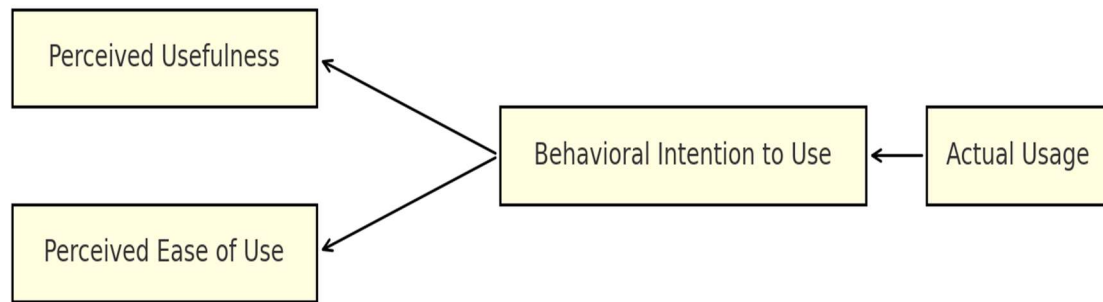 Perceived Usefulness
Behavioral Intention to Use
Actual Usage
Perceived Ease of Use